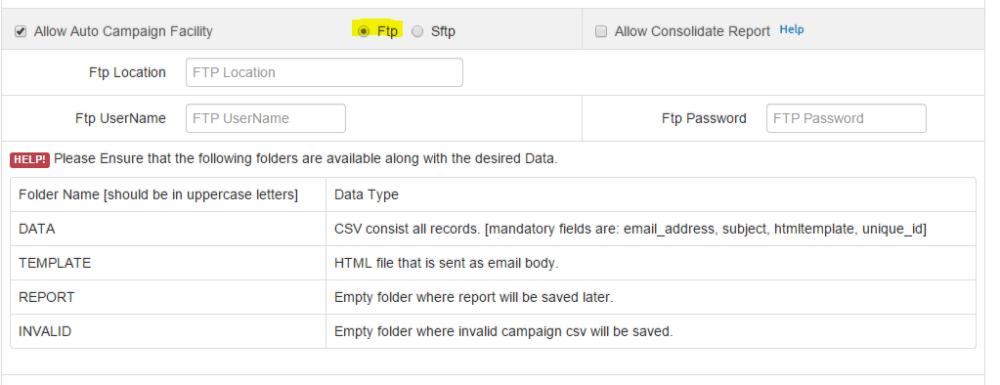 Allow Auto Campaign Facility Ftp Sftp Allow Consolidate Report Help
Ftp Location FTP Location
Ftp UserName FTP UserName Ftp Password FTP Password
HELP! Please Ensure that the following folders are available along with the desired Data.
Folder Name [should be in uppercase letters] Data Type
DATA CSV consist all records. [mandatory fields are: email_address, subject, htmltemplate, unique_id]
TEMPLATE HTML file that is sent as email body.
REPORT Empty folder where report will be saved later.
INVALID Empty folder where invalid campaign csv will be saved.